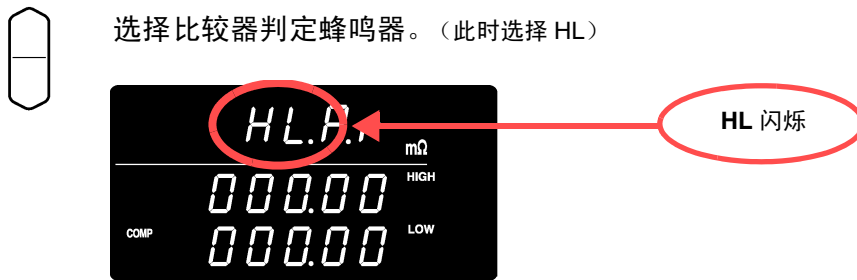 选择比较器判定蜂鸣器。（此时选择 HL）
HL.A.
mΩ
HL 闪烁
000.00 HIGH
COMP 000.00 LOW